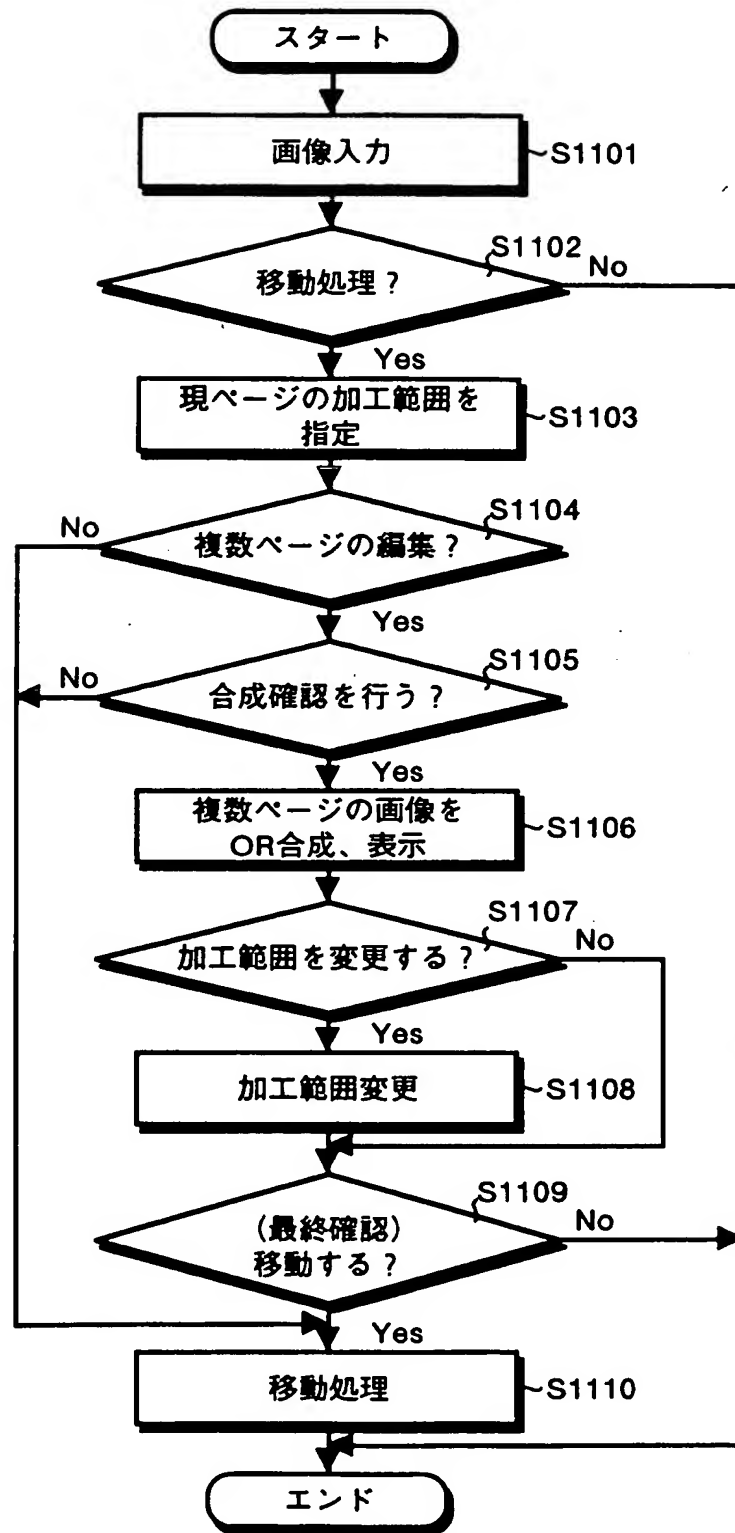 スタート
画像入力
S1101
S1102
移動処理？
No
Yes
現ページの加工範囲を
指定
S1103
S1104
No
複数ページの編集？
Yes
S1105
No
合成確認を行う？
Yes
複数ページの画像を
OR合成、表示
S1106
S1107
加工範囲を変更する？
No
Yes
加工範囲変更
S1108
S1109
（最終確認）
移動する？
No
Yes
移動処理
S1110
エンド